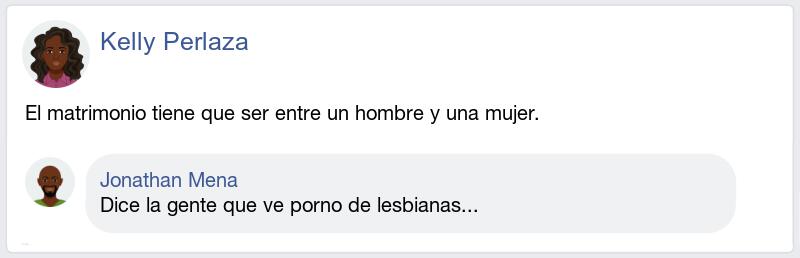 Kelly Perlaza
El matrimonio tiene que ser entre un hombre y una mujer.
Jonathan Mena
Dice la gente que ve porno de lesbianas...